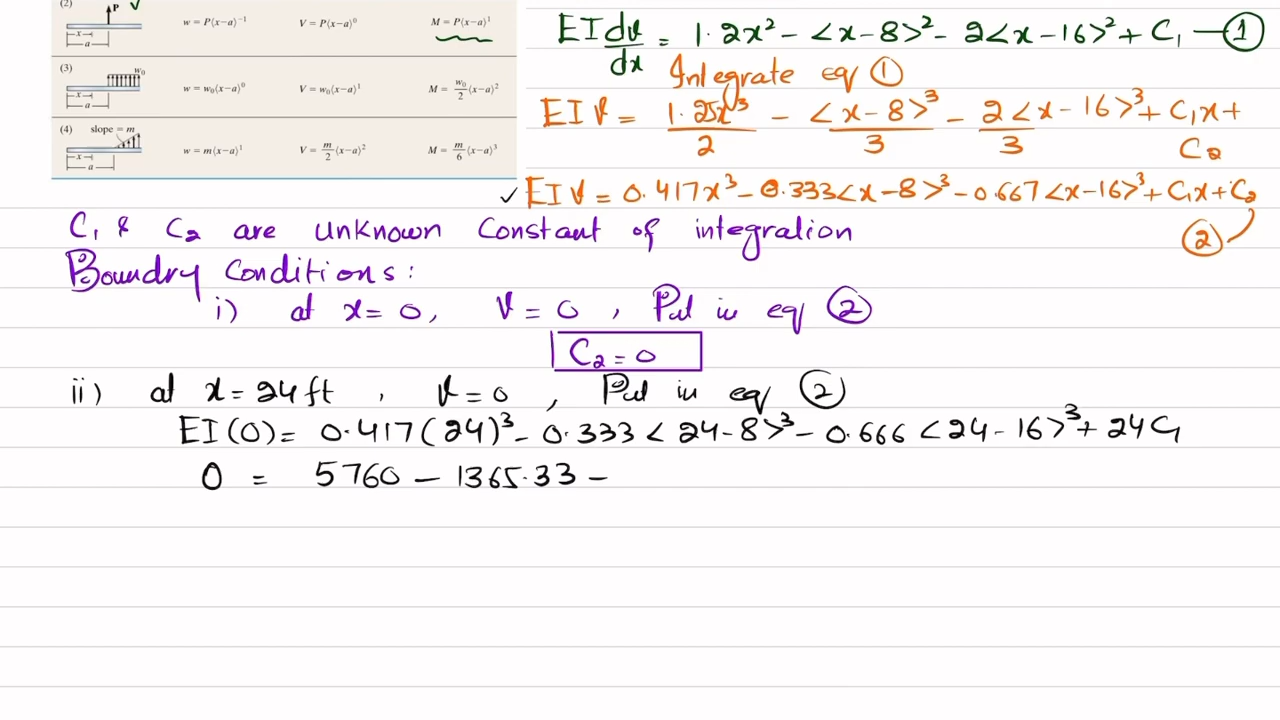 (2) P w = P⟨x−a⟩⁻¹ V = P⟨x−a⟩⁰ M = P⟨x−a⟩¹
x
a
(3) w₀ w = w₀⟨x−a⟩⁰ V = w₀⟨x−a⟩¹ M = w₀/2 ⟨x−a⟩²
x
a
(4) slope = m w = m⟨x−a⟩¹ V = m/2 ⟨x−a⟩² M = m/6 ⟨x−a⟩³
x
a
EI dv/dx = 1.2x² - <x-8>² - 2<x-16>² + C₁ — ①
Integrate eq ①
EIV = 1.25x³/2 - <x-8>³/3 - 2<x-16>³/3 + C₁x +
C₂
✓ EIV = 0.417x³ - 0.333<x-8>³ - 0.667<x-16>³ + C₁x + C₂
②
C₁ & C₂ are unknown constant of integration
Boundry Conditions:
i) at x = 0, V = 0, Put in eq ②
C₂ = 0
ii) at x = 24 ft, V = 0, Put in eq ②
EI(0) = 0.417(24)³ - 0.333<24-8>³ - 0.666<24-16>³ + 24C₁
0 = 5760 - 1365.33 -